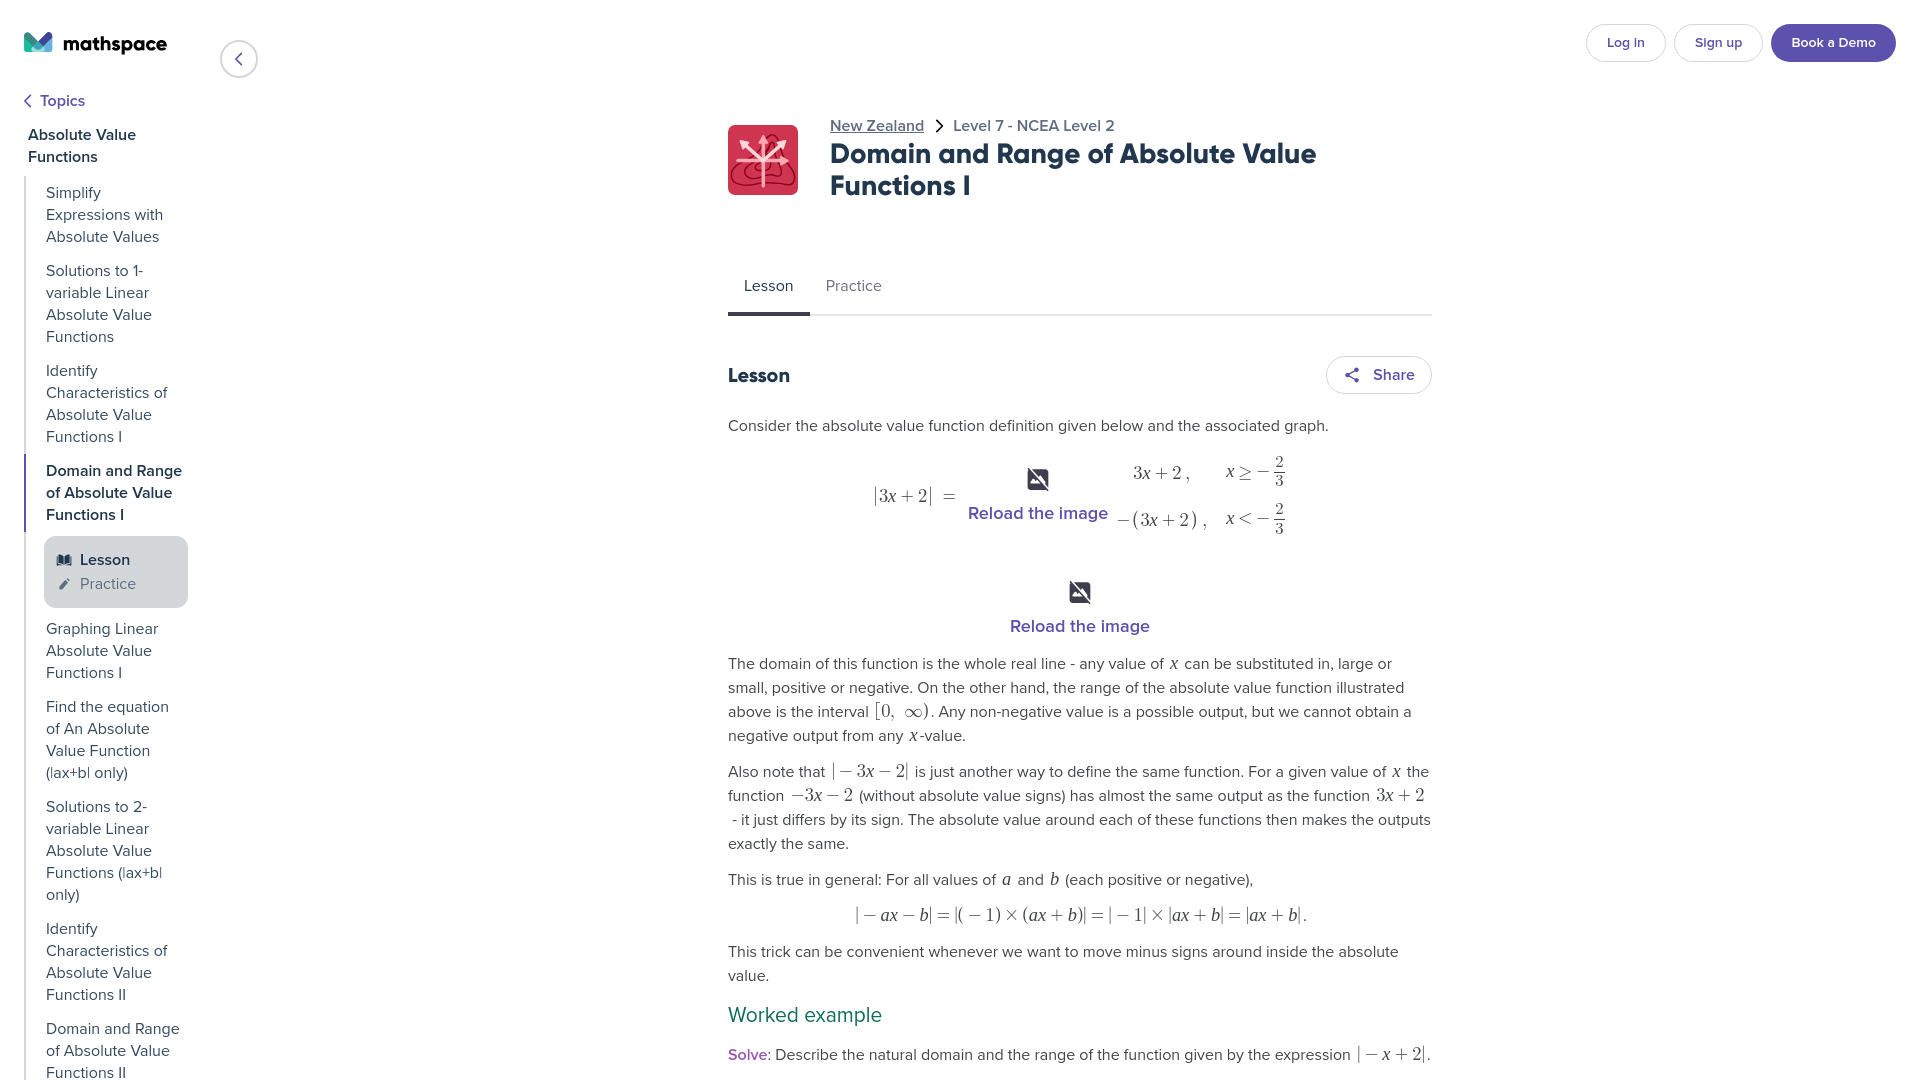 mathspace
Log in
Sign up
Book a Demo
Topics
Absolute Value
Functions
Simplify
Expressions with
Absolute Values
Solutions to 1-
variable Linear
Absolute Value
Functions
Identify
Characteristics of
Absolute Value
Functions I
Domain and Range
of Absolute Value
Functions I
Lesson
Practice
Graphing Linear
Absolute Value
Functions I
Find the equation
of An Absolute
Value Function
(|ax+b| only)
Solutions to 2-
variable Linear
Absolute Value
Functions (|ax+b|
only)
Identify
Characteristics of
Absolute Value
Functions II
Domain and Range
of Absolute Value
Functions II
New Zealand
Level 7 - NCEA Level 2
Domain and Range of Absolute Value
Functions I
Lesson
Practice
Lesson
Share
Consider the absolute value function definition given below and the associated graph.
|3x + 2| =
Reload the image
3x + 2 , x ≥ − 2/3
− (3x + 2) , x < − 2/3
Reload the image
The domain of this function is the whole real line - any value of x can be substituted in, large or
small, positive or negative. On the other hand, the range of the absolute value function illustrated
above is the interval [0, ∞). Any non-negative value is a possible output, but we cannot obtain a
negative output from any x-value.
Also note that | − 3x − 2| is just another way to define the same function. For a given value of x the
function −3x − 2 (without absolute value signs) has almost the same output as the function 3x + 2
- it just differs by its sign. The absolute value around each of these functions then makes the outputs
exactly the same.
This is true in general: For all values of a and b (each positive or negative),
| − ax − b| = |( − 1) × (ax + b)| = | − 1| × |ax + b| = |ax + b|.
This trick can be convenient whenever we want to move minus signs around inside the absolute
value.
Worked example
Solve: Describe the natural domain and the range of the function given by the expression | − x + 2|.